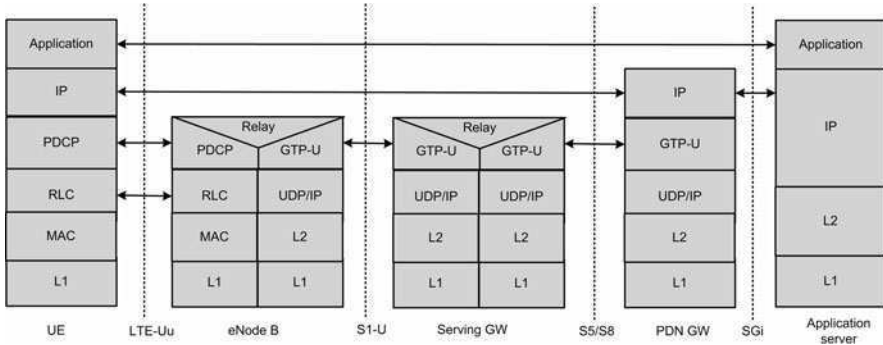 Application
Application
IP
IP
IP
Relay
Relay
PDCP
PDCP
GTP-U
GTP-U
GTP-U
GTP-U
RLC
RLC
UDP/IP
UDP/IP
UDP/IP
UDP/IP
MAC
MAC
L2
L2
L2
L2
L2
L1
L1
L1
L1
L1
L1
L1
UE
LTE-Uu
eNode B
S1-U
Serving GW
S5/S8
PDN GW
SGi
Application
server